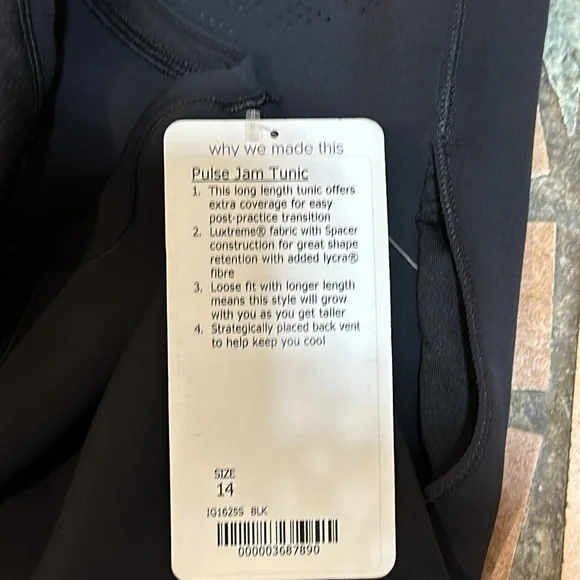 why we made this
Pulse Jam Tunic
1. This long length tunic offers
extra coverage for easy
post-practice transition
2. Luxtreme® fabric with Spacer
construction for great shape
retention with added lycra®
fibre
3. Loose fit with longer length
means this style will grow
with you as you get taller
4. Strategically placed back vent
to help keep you cool
SIZE
14
IG1625S BLK
000003687890